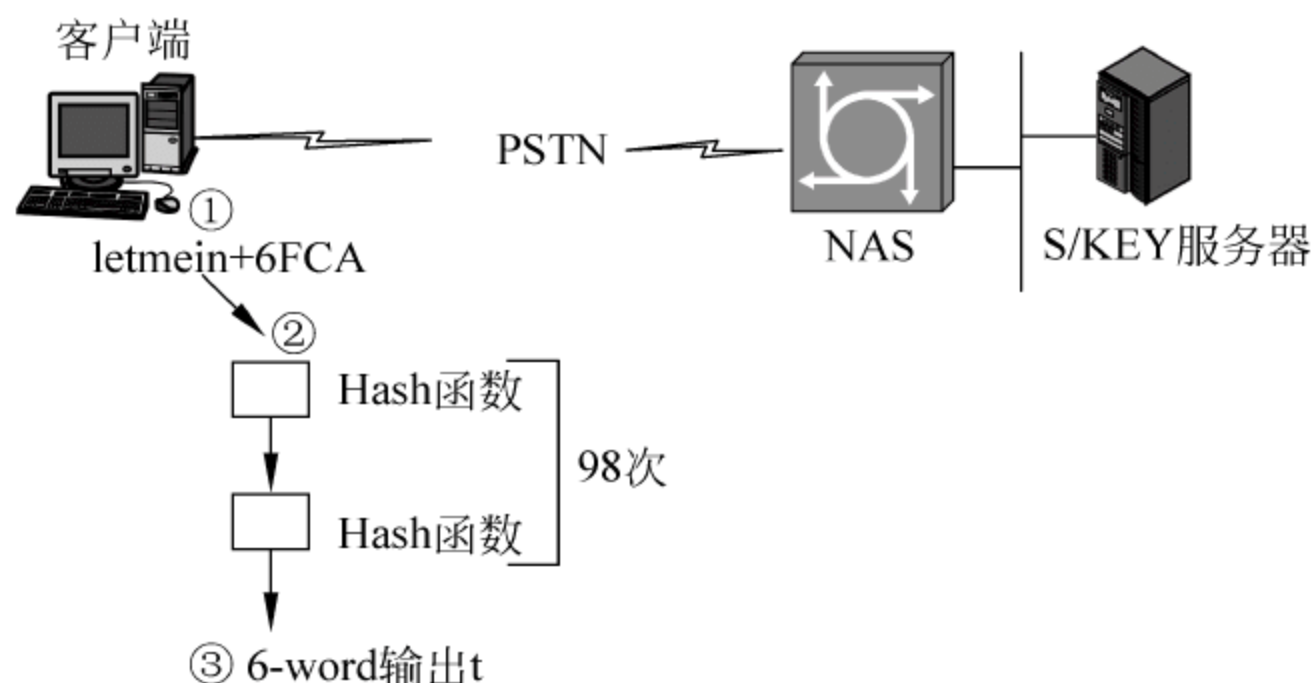 客户端
PSTN
NAS
S/KEY服务器
①
letmein+6FCA
②
Hash函数
98次
Hash函数
③ 6-word输出t